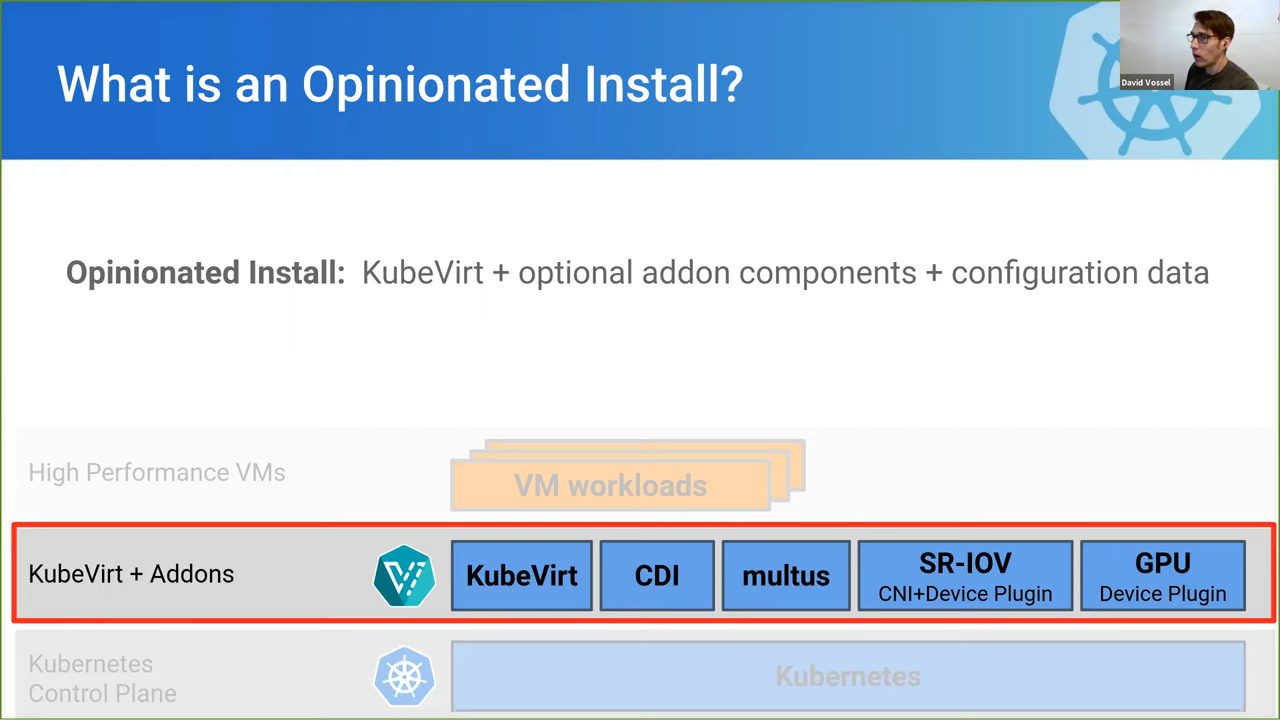 What is an Opinionated Install?
David Vossel
Opinionated Install: KubeVirt + optional addon components + configuration data
High Performance VMs
VM workloads
KubeVirt + Addons
KubeVirt
CDI
multus
SR-IOV
CNI+Device Plugin
GPU
Device Plugin
Kubernetes
Control Plane
Kubernetes